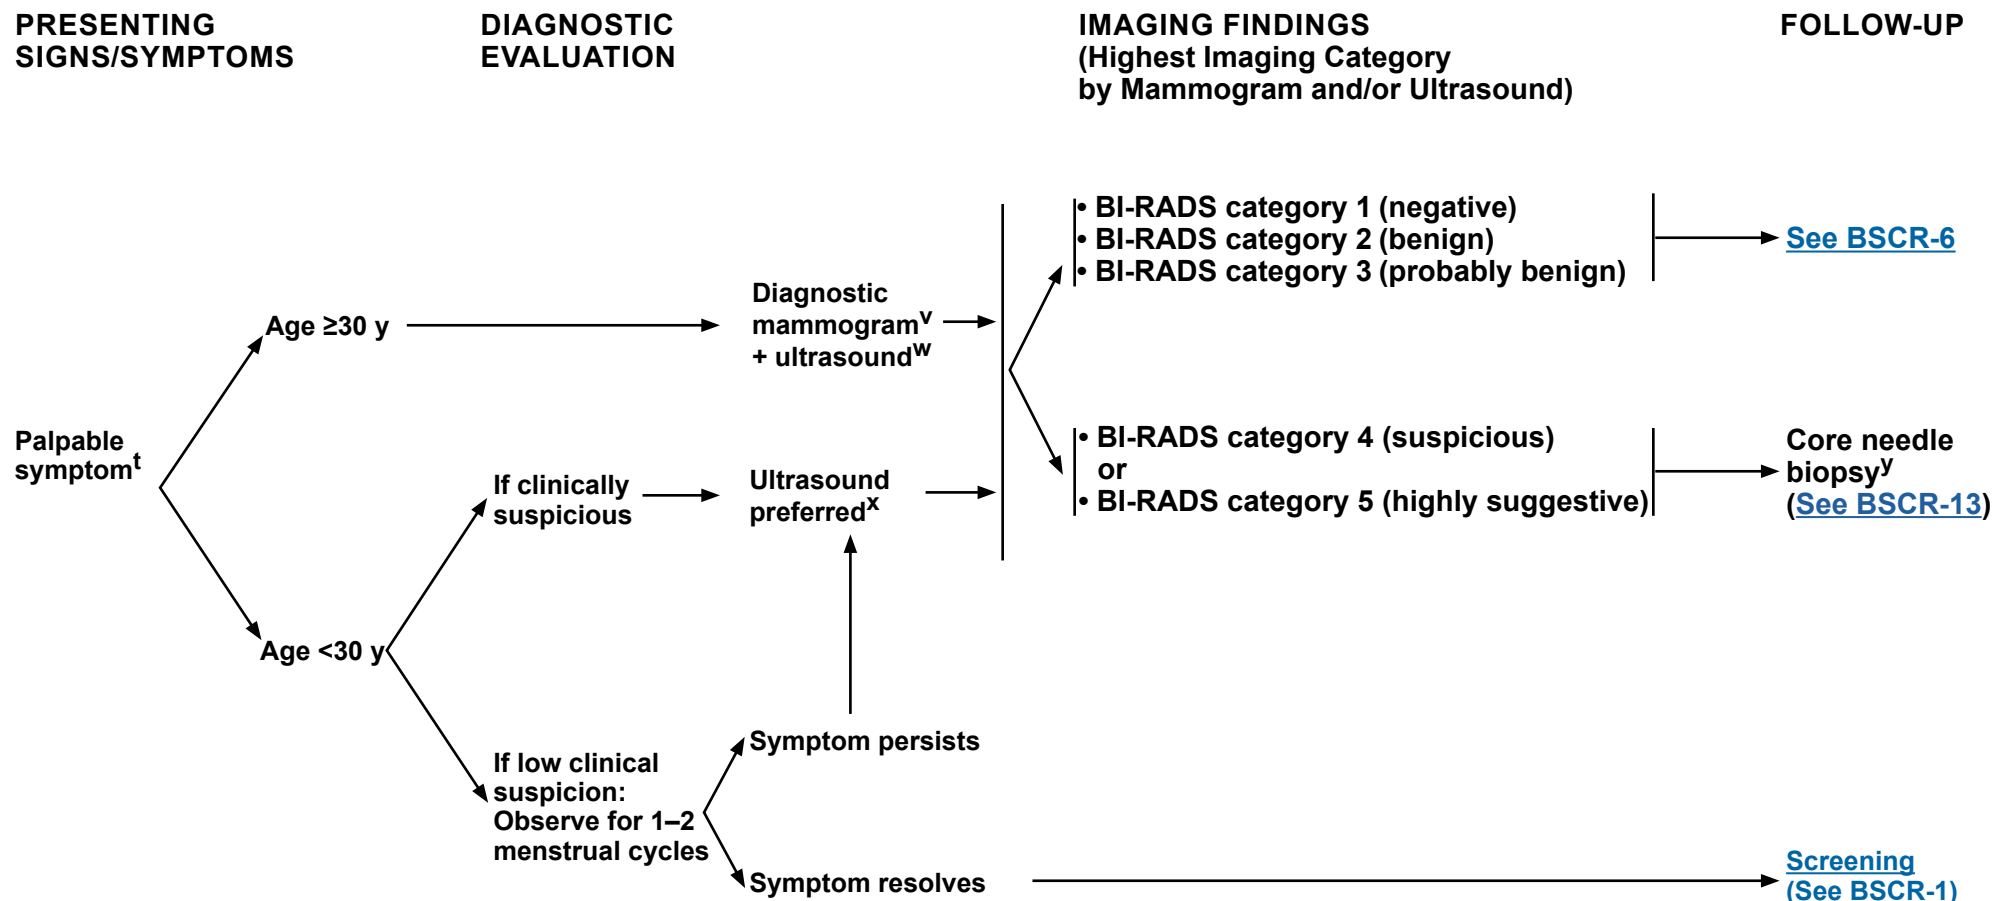 PRESENTING
SIGNS/SYMPTOMS
DIAGNOSTIC
EVALUATION
IMAGING FINDINGS
(Highest Imaging Category
by Mammogram and/or Ultrasound)
FOLLOW-UP
Palpable
symptomᵗ
Age ≥30 y
Diagnostic
mammogramᵛ
+ ultrasoundʷ
• BI-RADS category 1 (negative)
• BI-RADS category 2 (benign)
• BI-RADS category 3 (probably benign)
See BSCR-6
Age <30 y
If clinically
suspicious
Ultrasound
preferredˣ
• BI-RADS category 4 (suspicious)
or
• BI-RADS category 5 (highly suggestive)
Core needle
biopsyʸ
(See BSCR-13)
If low clinical
suspicion:
Observe for 1–2
menstrual cycles
Symptom persists
Symptom resolves
Screening
(See BSCR-1)